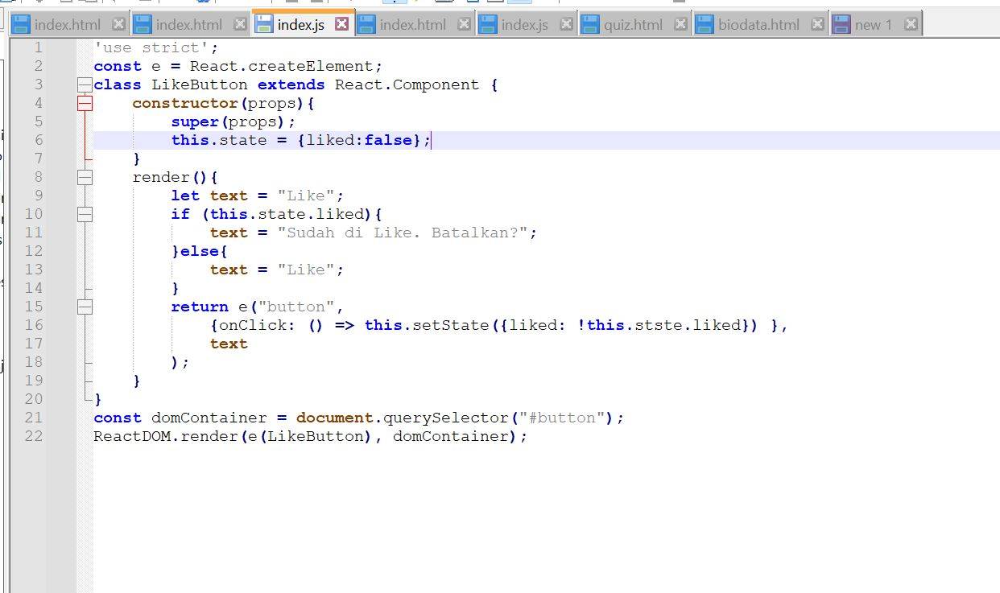 index.html index.html index.js index.html index.js quiz.html biodata.html new 1
1 'use strict';
2 const e = React.createElement;
3 class LikeButton extends React.Component {
4 constructor(props){
5 super(props);
6 this.state = {liked:false};
7 }
8 render(){
9 let text = "Like";
10 if (this.state.liked){
11 text = "Sudah di Like. Batalkan?";
12 }else{
13 text = "Like";
14 }
15 return e("button",
16 {onClick: () => this.setState({liked: !this.stste.liked}) },
17 text
18 );
19 }
20 }
21 const domContainer = document.querySelector("#button");
22 ReactDOM.render(e(LikeButton), domContainer);